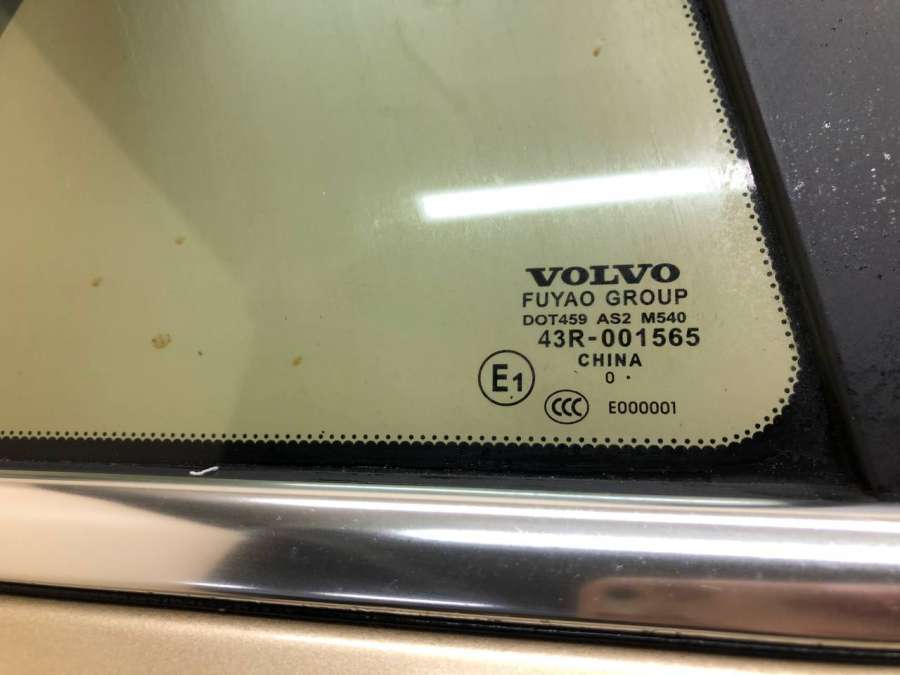 VOLVO
FUYAO GROUP
DOT459 AS2 M540
43R-001565
CHINA
0 .
E1
CCC E000001